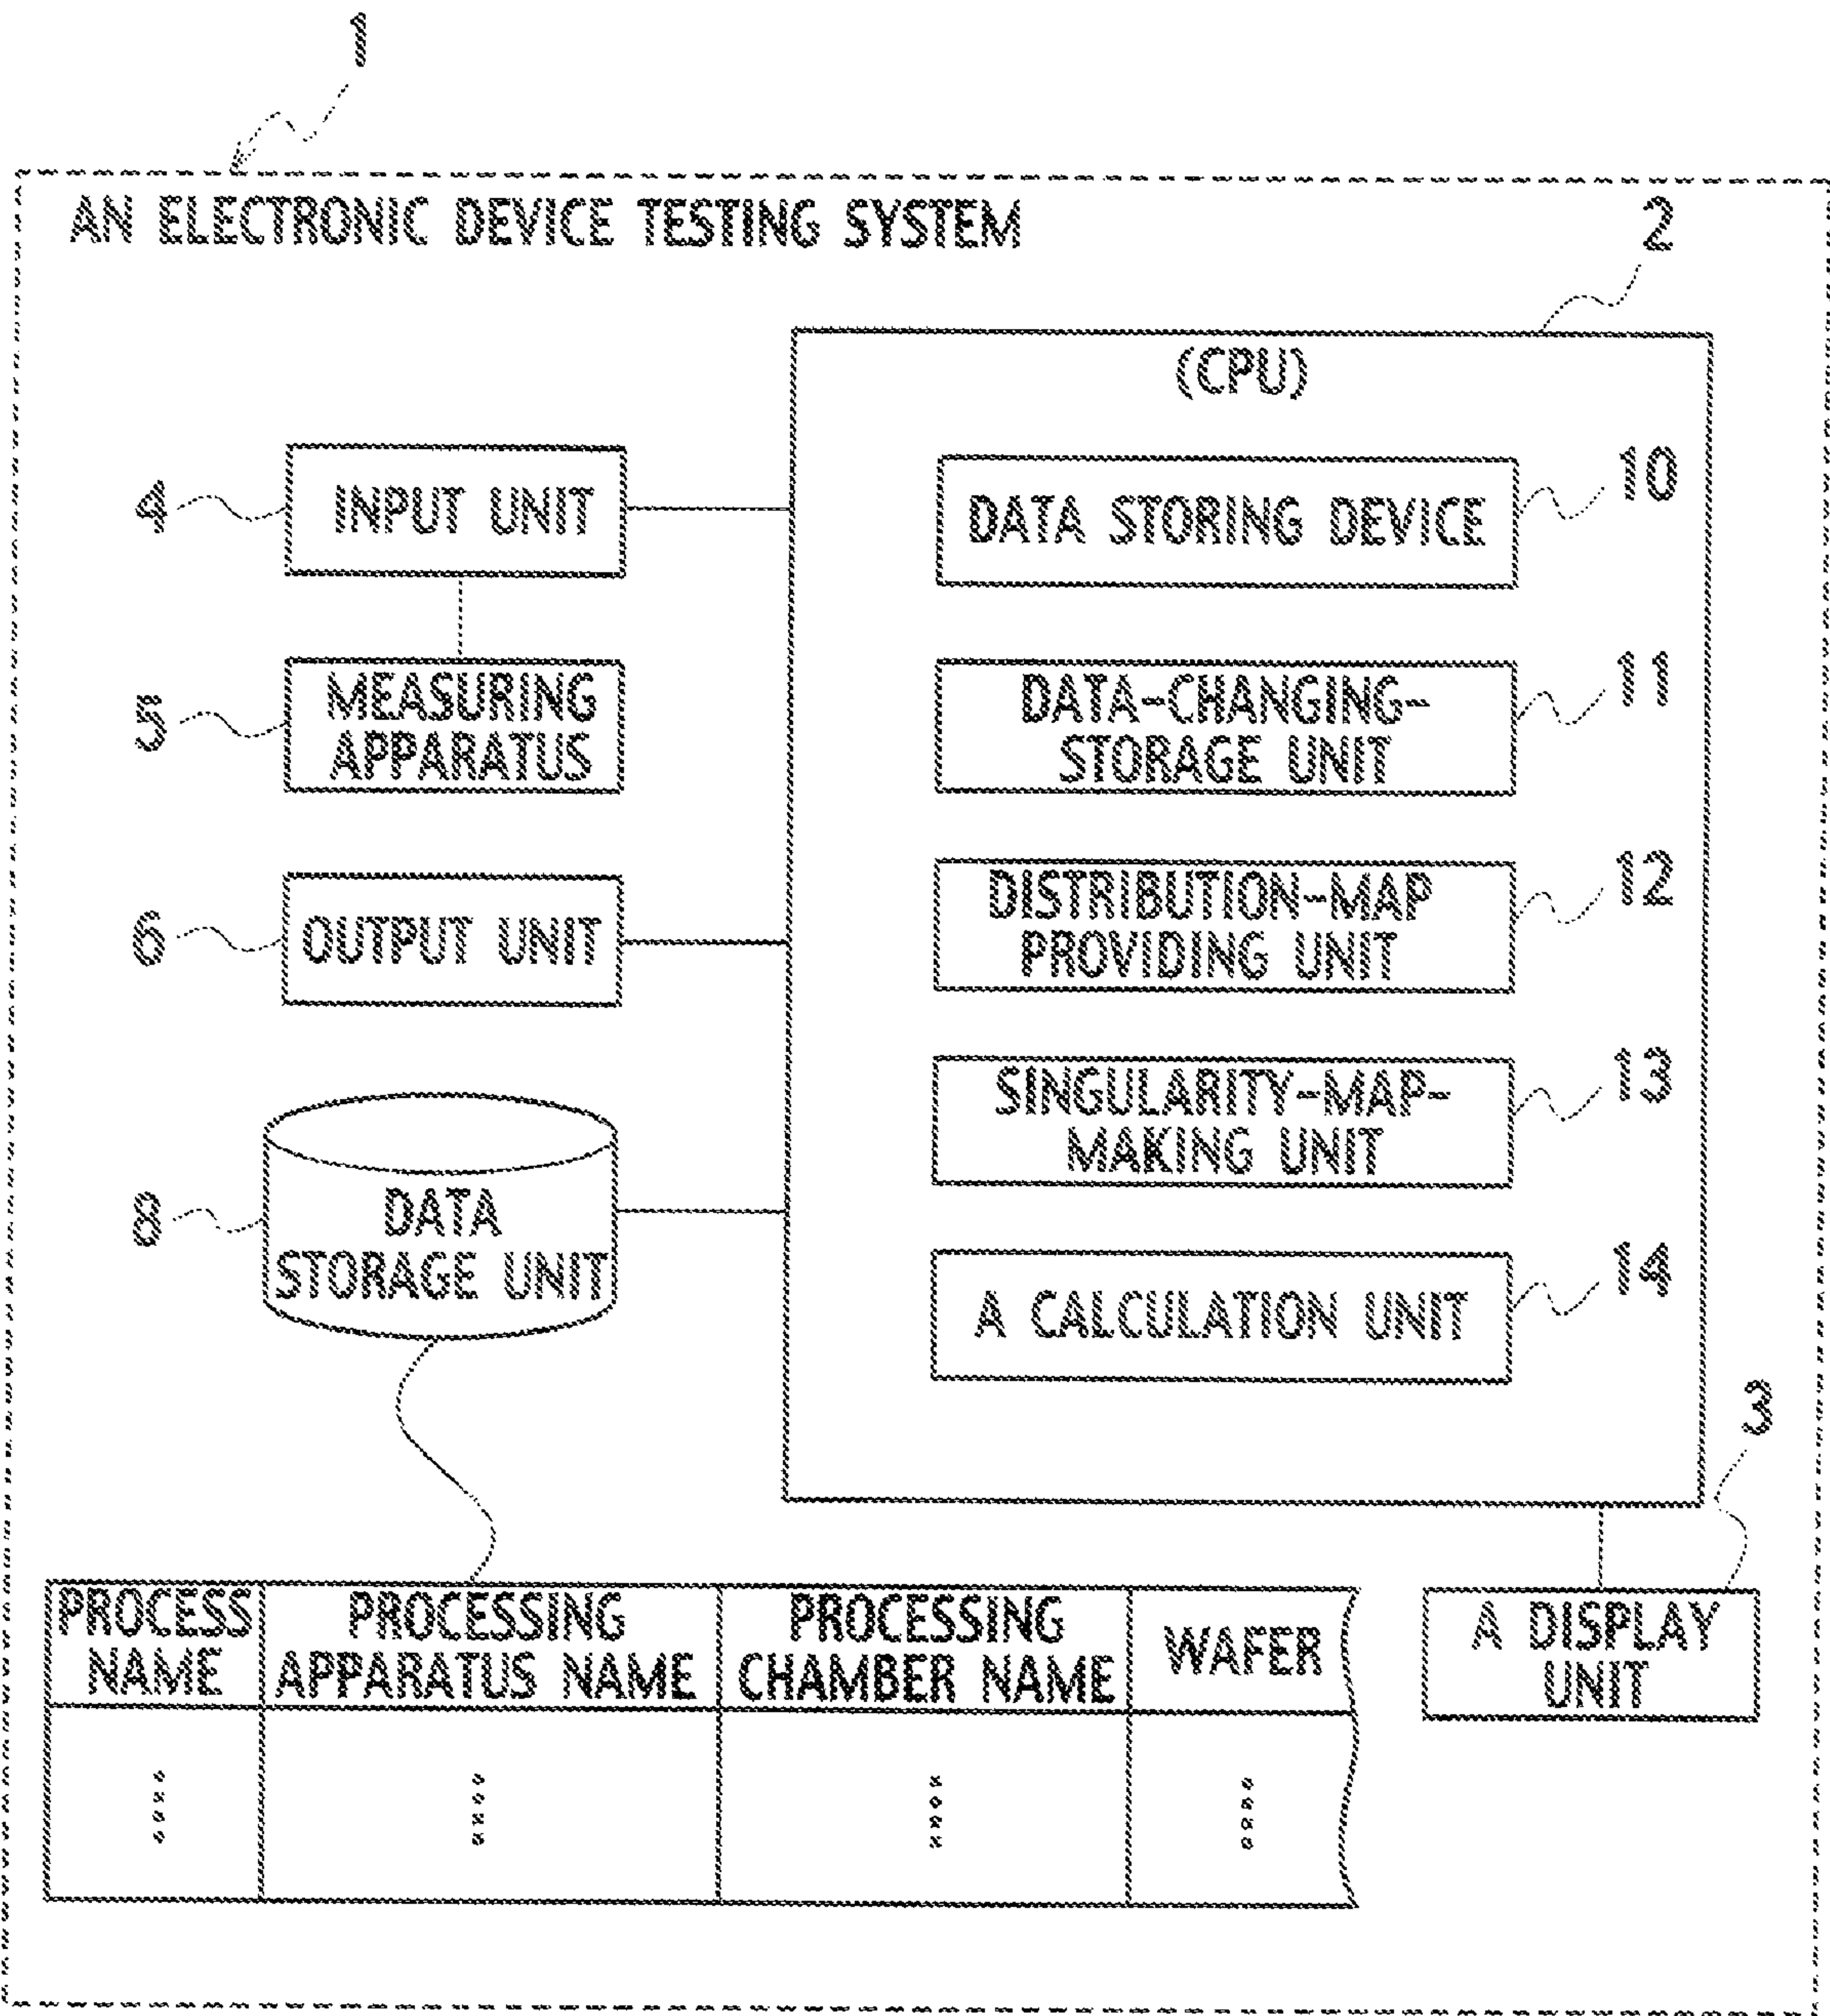 1
AN ELECTRONIC DEVICE TESTING SYSTEM
2
(CPU)
4
INPUT UNIT
DATA STORING DEVICE
10
5
MEASURING
APPARATUS
DATA-CHANGING-
STORAGE UNIT
11
6
OUTPUT UNIT
DISTRIBUTION-MAP
PROVIDING UNIT
12
SINGULARITY-MAP-
MAKING UNIT
13
8
DATA
STORAGE UNIT
A CALCULATION UNIT
14
3
PROCESS
NAME
PROCESSING
APPARATUS NAME
PROCESSING
CHAMBER NAME
WAFER
A DISPLAY
UNIT